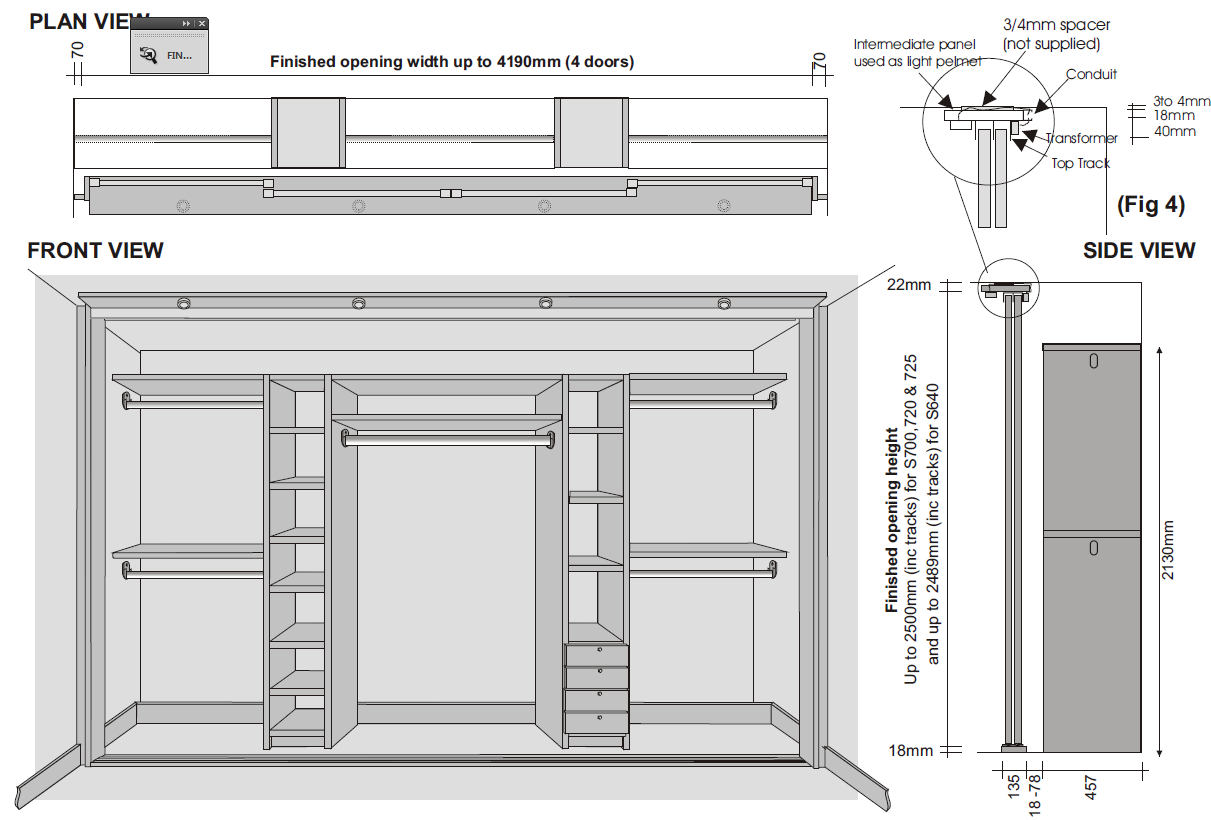 PLAN VIEW
FIN...
70
Finished opening width up to 4190mm (4 doors)
70
3/4mm spacer
(not supplied)
Intermediate panel
used as light pelmet
Conduit
3to 4mm
18mm
40mm
Transformer
Top Track
(Fig 4)
FRONT VIEW
SIDE VIEW
22mm
Finished opening height
Up to 2500mm (inc tracks) for S700,720 & 725
and up to 2489mm (inc tracks) for S640
2130mm
18mm
135
18 -78
457